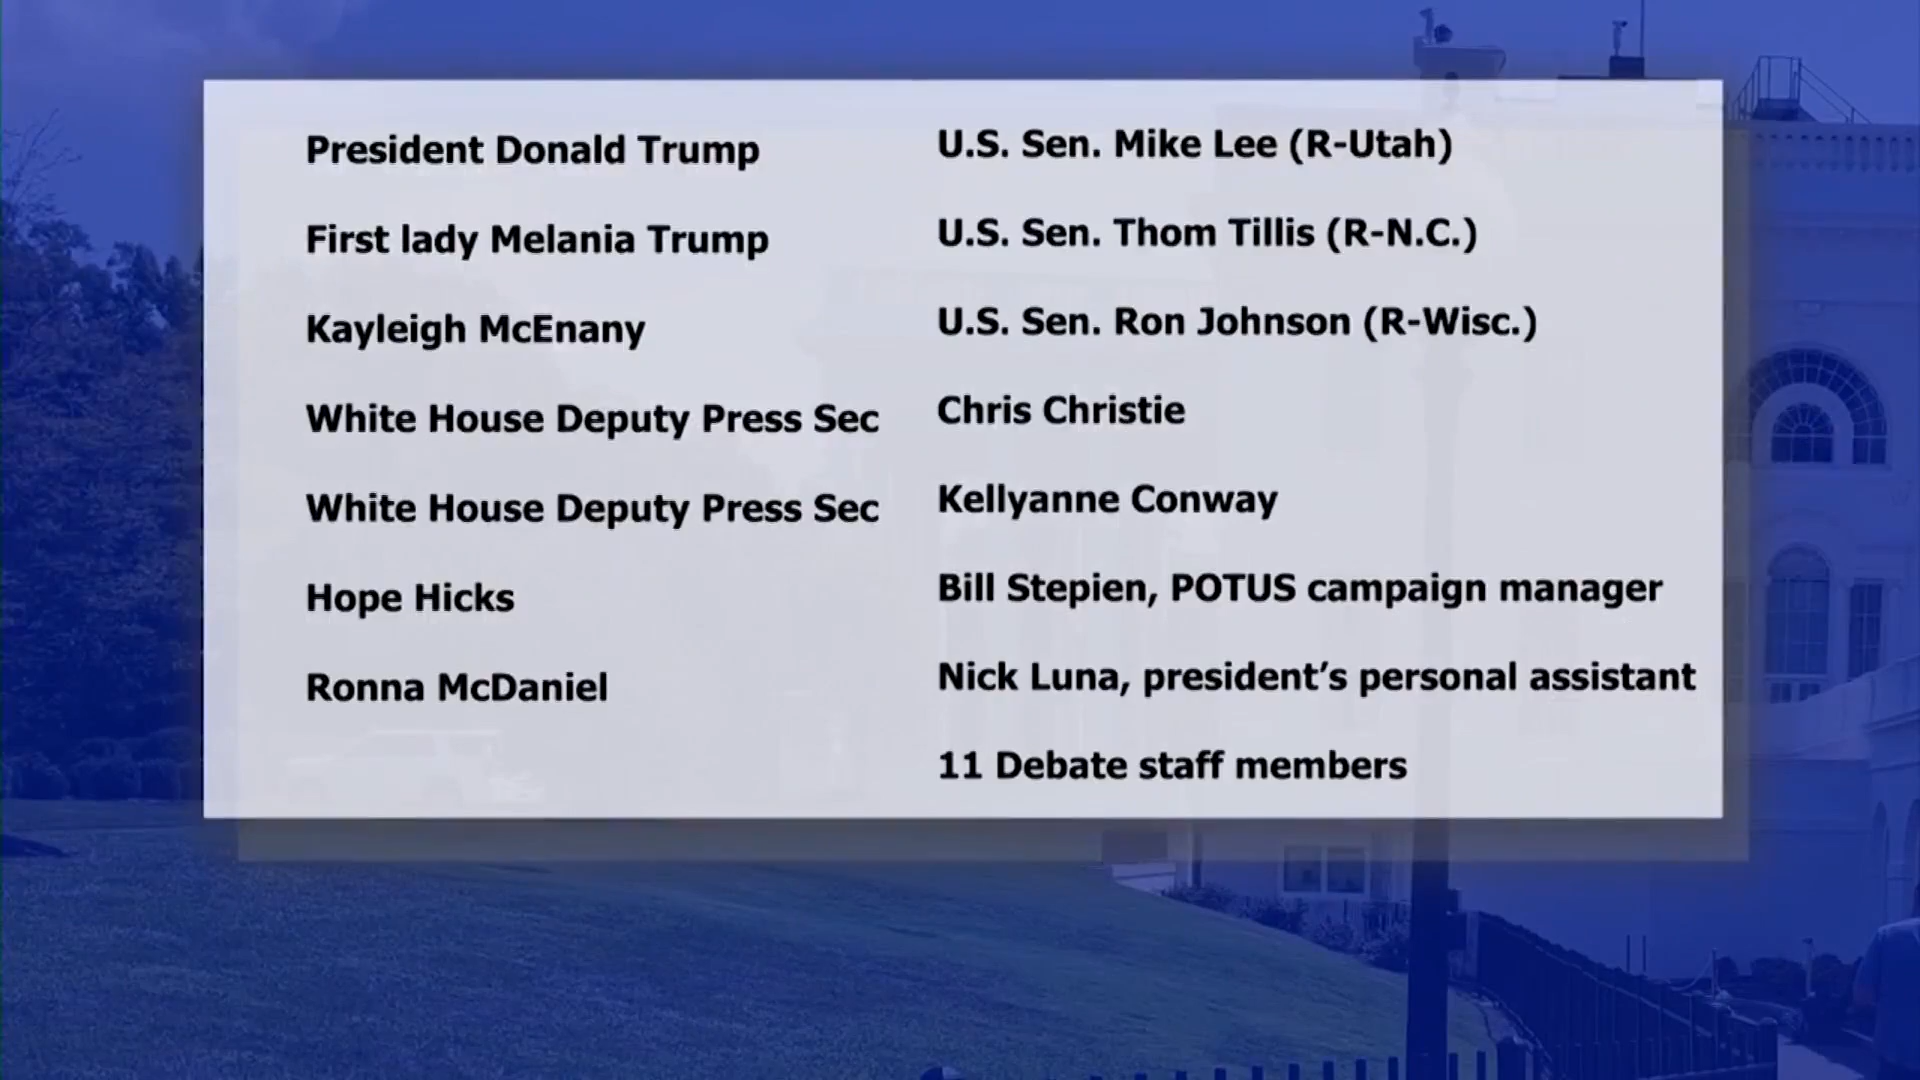 President Donald Trump
First lady Melania Trump
Kayleigh McEnany
White House Deputy Press Sec
White House Deputy Press Sec
Hope Hicks
Ronna McDaniel
U.S. Sen. Mike Lee (R-Utah)
U.S. Sen. Thom Tillis (R-N.C.)
U.S. Sen. Ron Johnson (R-Wisc.)
Chris Christie
Kellyanne Conway
Bill Stepien, POTUS campaign manager
Nick Luna, president’s personal assistant
11 Debate staff members